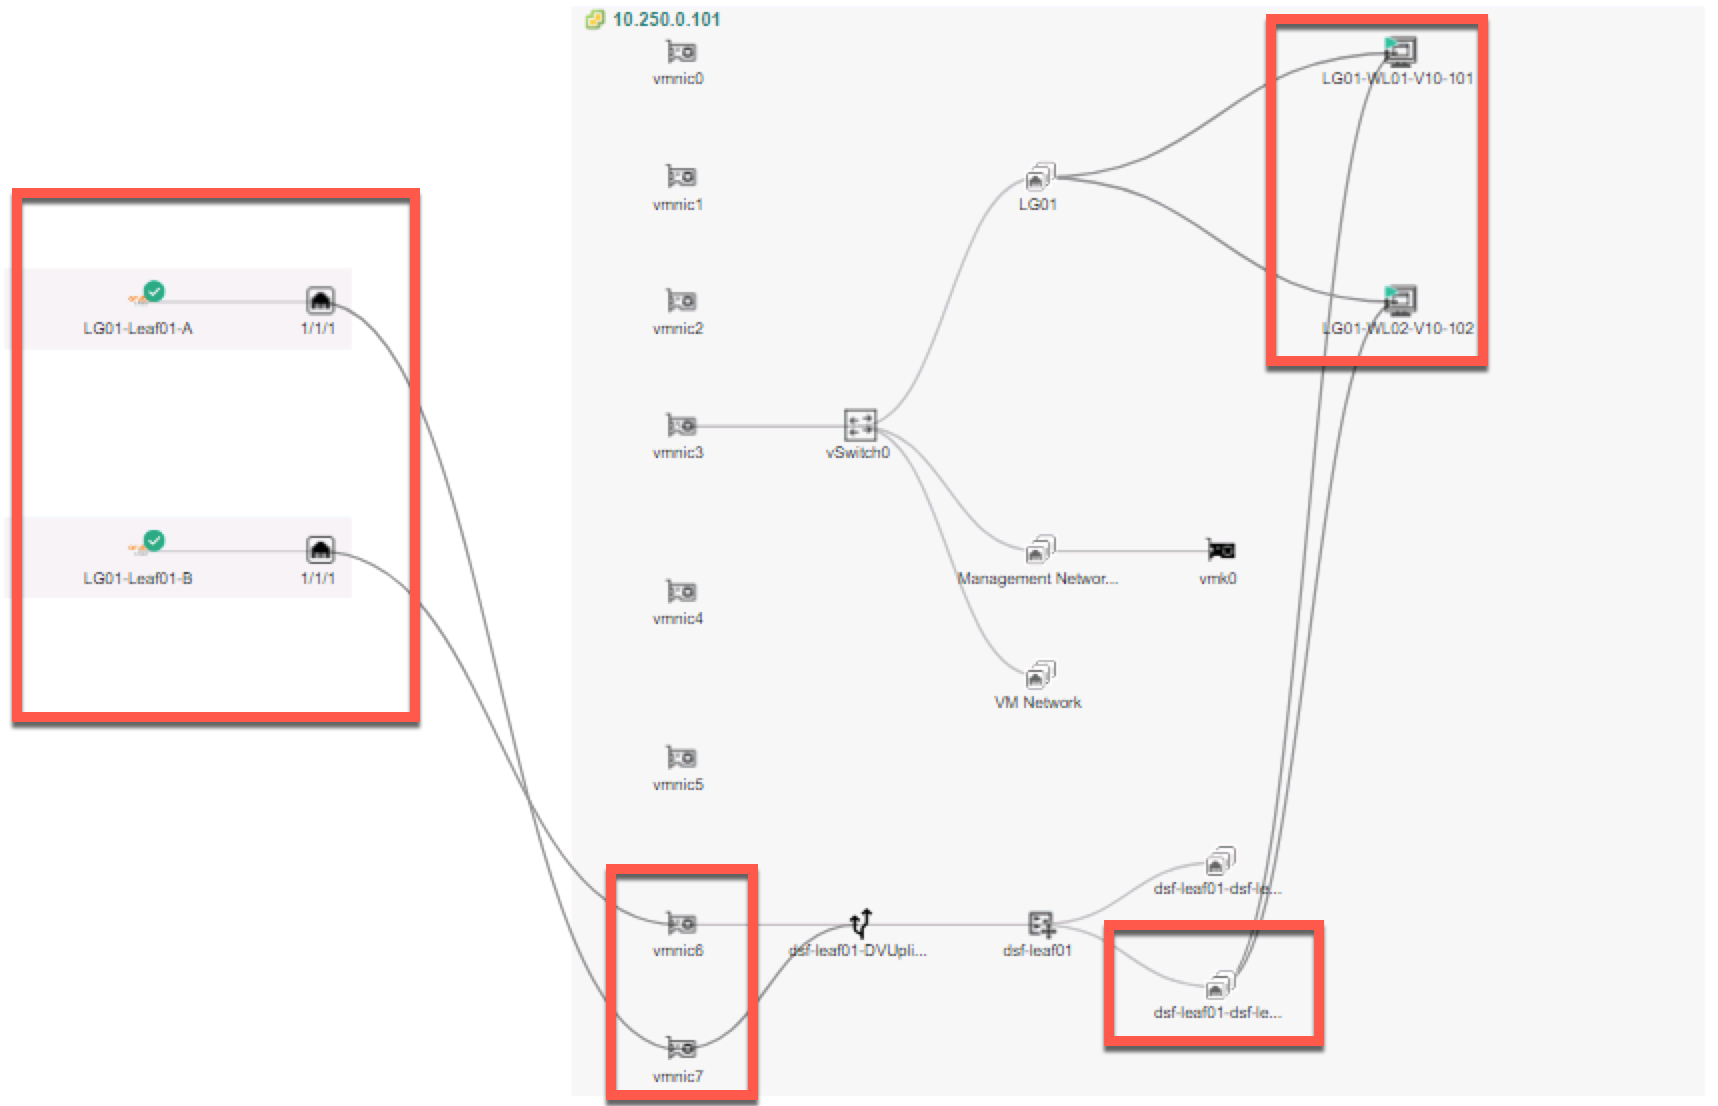 10.250.0.101
vmnic0
LG01-WL01-V10-101
vmnic1
LG01
LG01-Leaf01-A
1/1/1
vmnic2
LG01-WL02-V10-102
vmnic3
vSwitch0
LG01-Leaf01-B
1/1/1
Management Networ...
vmk0
vmnic4
VM Network
vmnic5
dsf-leaf01-dsf-le...
vmnic6
dsf-leaf01-DVUpli...
dsf-leaf01
dsf-leaf01-dsf-le...
vmnic7